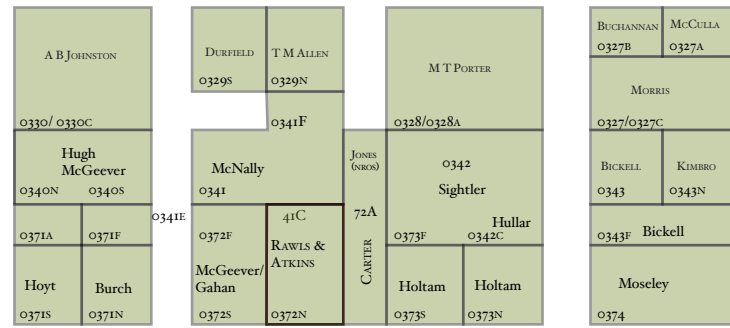 A B Johnston
0330/ 0330C
Hugh
McGeever
0340N 0340S
0371A 0371F
Hoyt Burch
0371S 0371N
0341E
Durfield T M Allen
0329S 0329N
0341F
McNally
0341
0372F
McGeever/
Gahan
0372S
41C
Rawls &
Atkins
0372N
Jones
(nros)
72A
Carter
M T Porter
0328/0328A
0342
Sightler
Hullar
0373F 0342C
Holtam Holtam
0373S 0373N
Buchannan McCulla
0327B 0327A
Morris
0327/0327C
Bickell Kimbro
0343 0343N
0343F Bickell
Moseley
0374